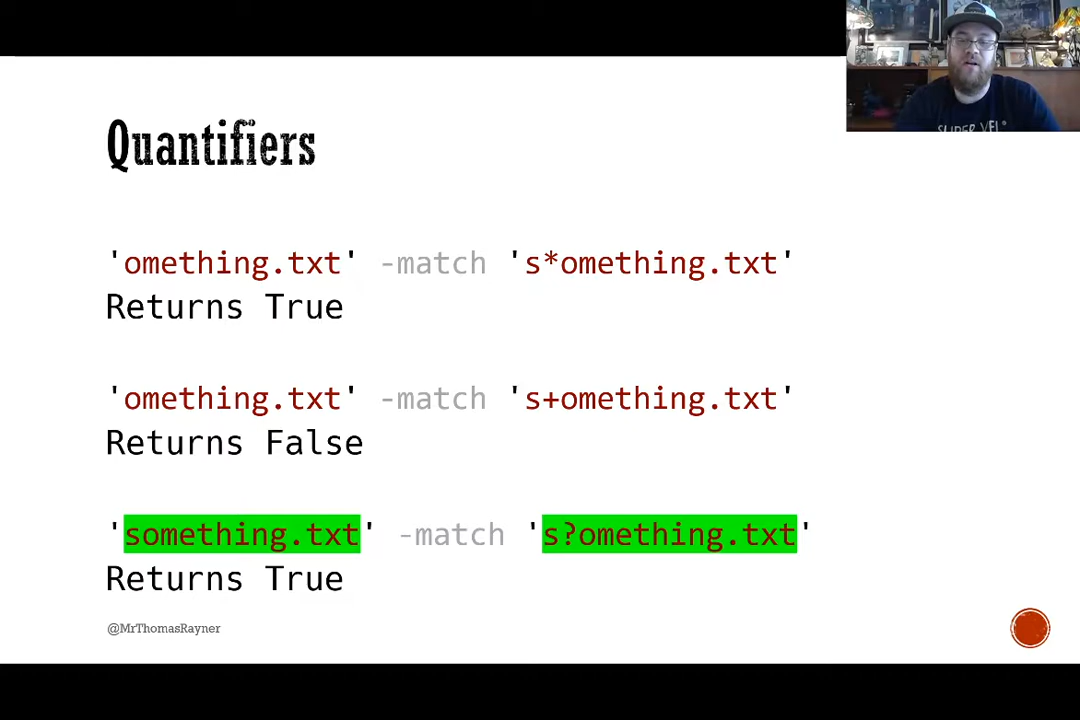 Quantifiers
'omething.txt' -match 's*omething.txt'
Returns True
'omething.txt' -match 's+omething.txt'
Returns False
'something.txt' -match 's?omething.txt'
Returns True
@MrThomasRayner